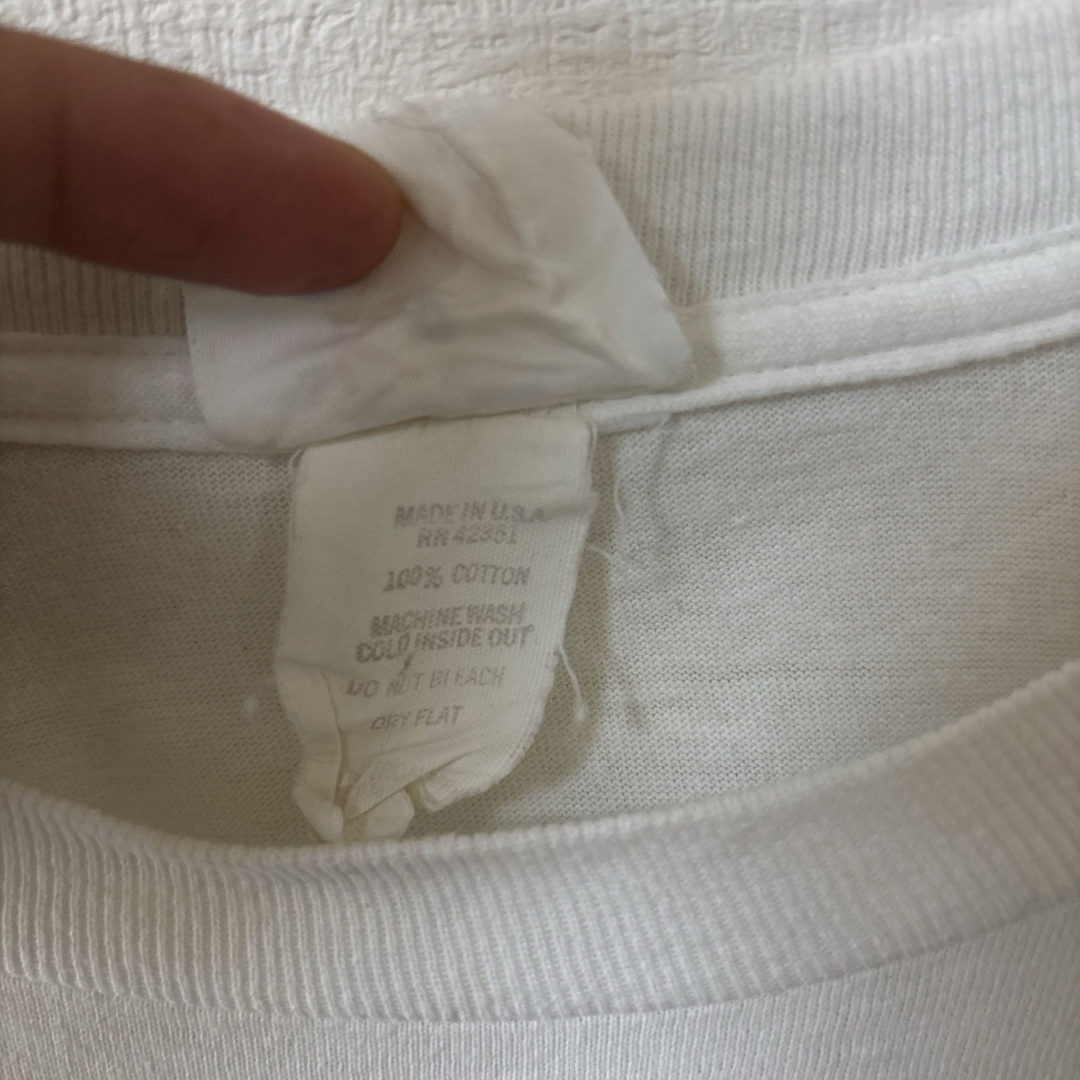 MADE IN U.S.A.
RN 42351
100% COTTON
MACHINE WASH
COLD INSIDE OUT
DO NOT BLEACH
DRY FLAT